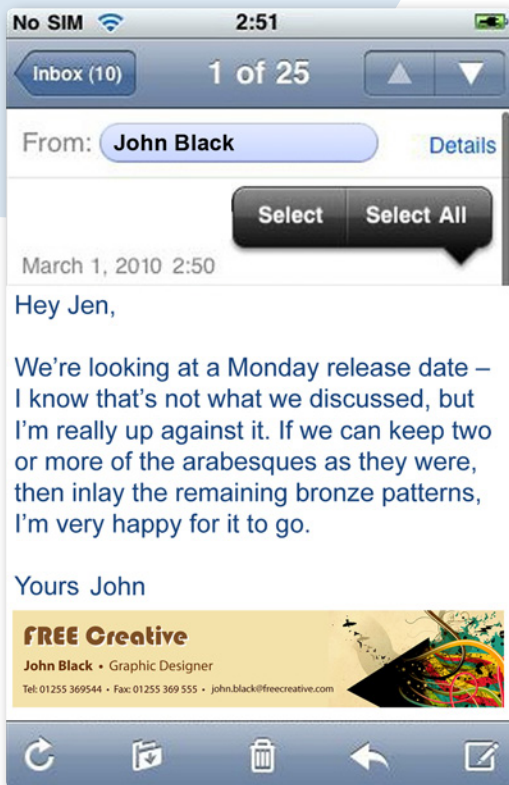 No SIM 2:51
Inbox (10) 1 of 25
From: John Black Details
Select Select All
March 1, 2010 2:50
Hey Jen,
We’re looking at a Monday release date –
I know that’s not what we discussed, but
I’m really up against it. If we can keep two
or more of the arabesques as they were,
then inlay the remaining bronze patterns,
I’m very happy for it to go.
Yours John
FREE Creative
John Black • Graphic Designer
Tel: 01255 369544 • Fax: 01255 369 555 • john.black@freecreative.com